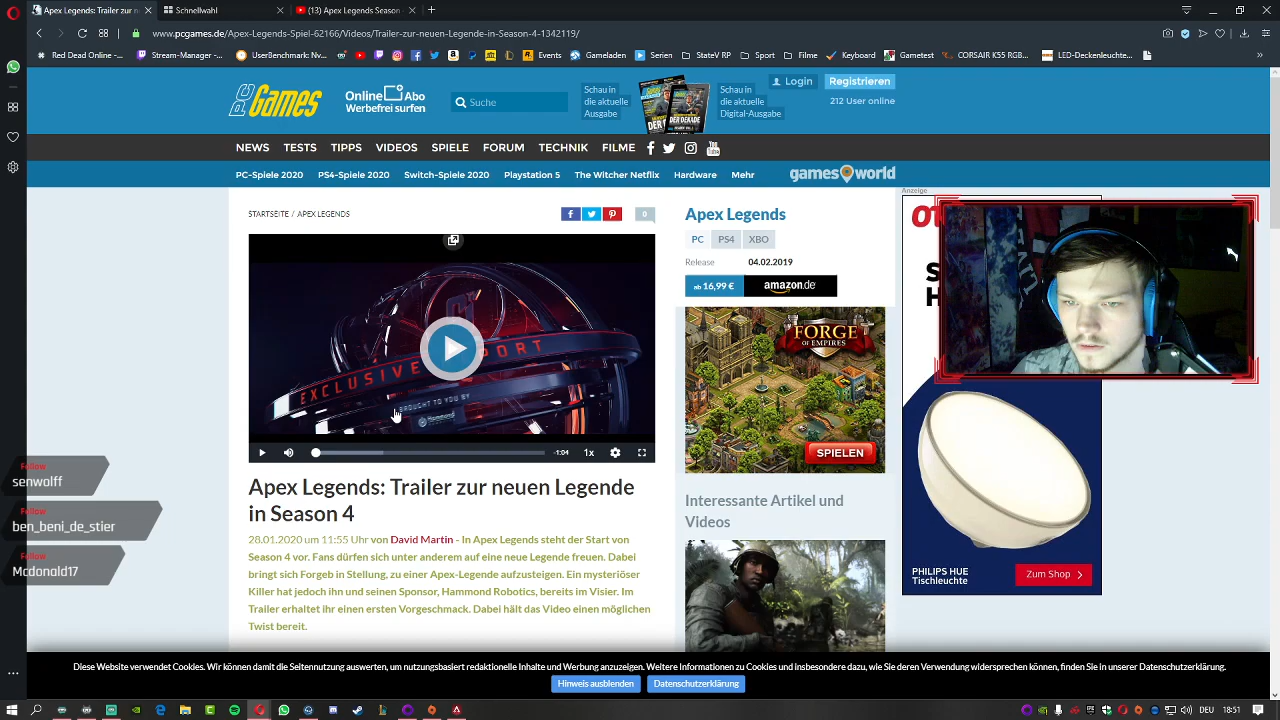 Apex Legends: Trailer zur n
Schnellwahl
(13) Apex Legends Season
www.pcgames.de/Apex-Legends-Spiel-62166/Videos/Trailer-zur-neuen-Legende-in-Season-4-1342119/
Red Dead Online
Stream-Manager
(1) UserBenchmark: Nv
Gameladen
Serien
StateV RP
Sport
Filme
Keyboard
Gametest
CORSAIR K55 RGB...
LED-Deckenleuchte
PC Games
Online Abo
Werbefrei surfen
Suche
Schau in
die aktuelle
Ausgabe
Schau in
die aktuelle
Digital-Ausgabe
Login
Registrieren
212 User online
NEWS TESTS TIPPS VIDEOS SPIELE FORUM TECHNIK FILME
PC-Spiele 2020 PS4-Spiele 2020 Switch-Spiele 2020 Playstation 5 The Witcher Netflix Hardware Mehr
games world
Anzeige
STARTSEITE / APEX LEGENDS
0
Apex Legends
PC PS4 XBO
Release 04.02.2019
ab 16,99 € amazon.de
EXCLUSIVE
PORT
BROUGHT TO YOU BY
-1:04 1x
FORGE
OF EMPIRES
SPIELEN
Apex Legends: Trailer zur neuen Legende
in Season 4
28.01.2020 um 11:55 Uhr von David Martin - In Apex Legends steht der Start von
Season 4 vor. Fans dürfen sich unter anderem auf eine neue Legende freuen. Dabei
bringt sich Forgeb in Stellung, zu einer Apex-Legende aufzusteigen. Ein mysteriöser
Killer hat jedoch ihn und seinen Sponsor, Hammond Robotics, bereits im Visier. Im
Trailer erhaltet ihr einen ersten Vorgeschmack. Dabei hält das Video einen möglichen
Twist bereit.
Interessante Artikel und
Videos
PHILIPS HUE
Tischleuchte
Zum Shop
Follow
senwolff
Follow
ben_beni_de_stier
Follow
Mcdonald17
Diese Website verwendet Cookies. Wir können damit die Seitennutzung auswerten, um nutzungsbasiert redaktionelle Inhalte und Werbung anzuzeigen. Weitere Informationen zu Cookies und insbesondere dazu, wie Sie deren Verwendung widersprechen können, finden Sie in unserer Datenschutzerklärung.
Hinweis ausblenden
Datenschutzerklärung
DEU
18:51